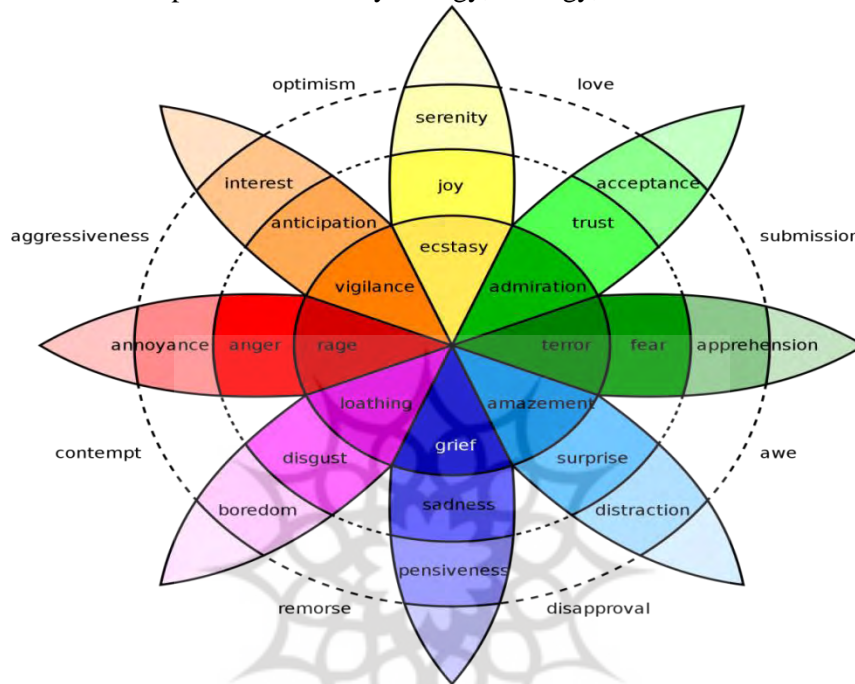 optimism
love
serenity
interest
acceptance
joy
anticipation
trust
aggressiveness
submission
ecstasy
vigilance
admiration
annoyance
anger
rage
terror
fear
apprehension
loathing
amazement
grief
contempt
disgust
surprise
awe
sadness
boredom
distraction
pensiveness
remorse
disapproval